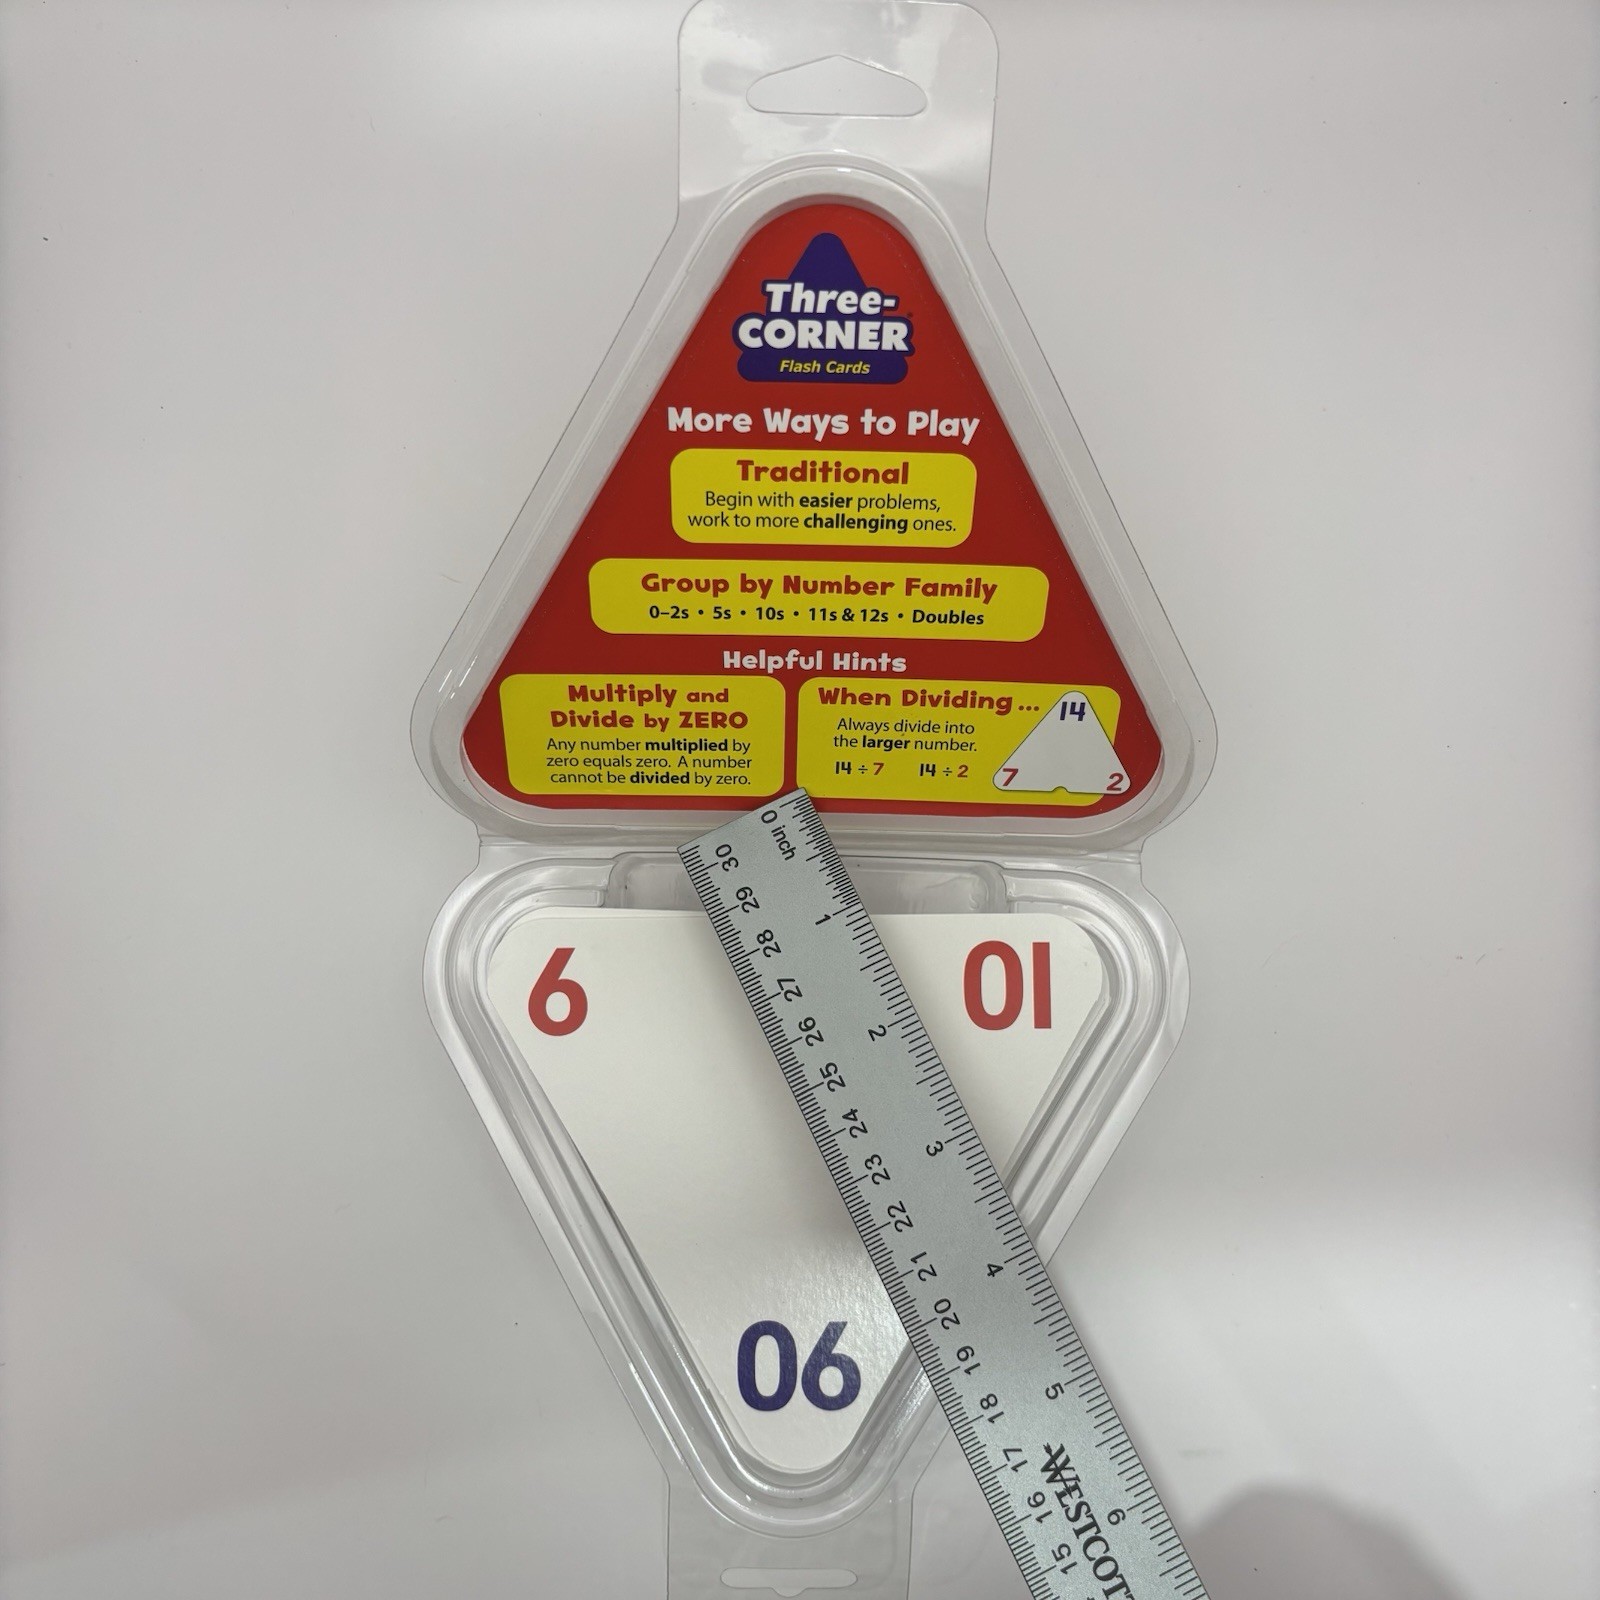 Three-
CORNER
Flash Cards
More Ways to Play
Traditional
Begin with easier problems,
work to more challenging ones.
Group by Number Family
0–2s • 5s • 10s • 11s & 12s • Doubles
Helpful Hints
Multiply and
Divide by ZERO
Any number multiplied by
zero equals zero. A number
cannot be divided by zero.
When Dividing...
Always divide into
the larger number.
14 ÷ 7 14 ÷ 2
14
7 2
9
10
90
0 inch 1 2 3 4 5 6
30 29 28 27 26 25 24 23 22 21 20 19 18 17 16 15
WESTCOT